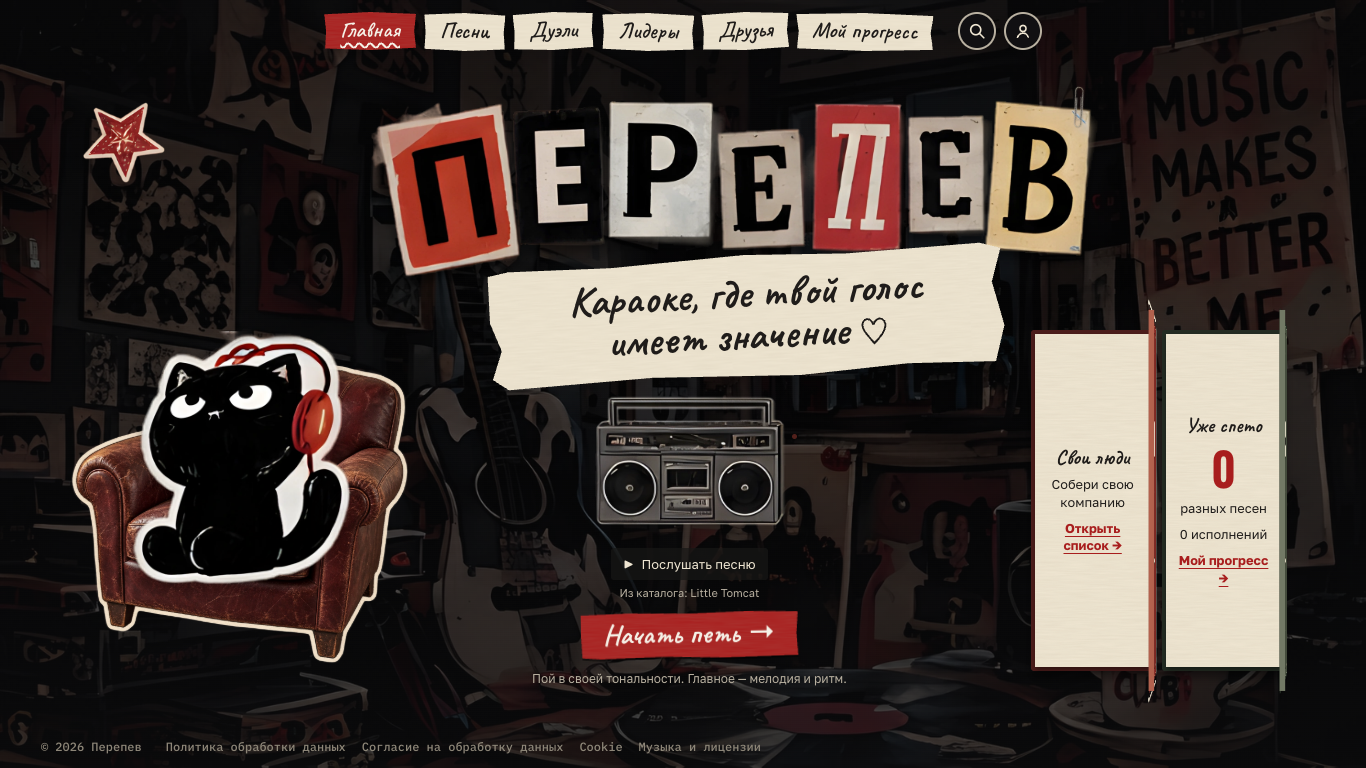 Главная
Песни
Дуэли
Лидеры
Друзья
Мой прогресс
ПЕРЕПЕВ
MUSIC
MAKES
BETTER
ME
Караоке, где твой голос
имеет значение ♡
Свои люди
Собери свою
компанию
Открыть
список →
Уже спето
0
разных песен
0 исполнений
Мой прогресс
→
► Послушать песню
Из каталога: Little Tomcat
Начать петь →
Пой в своей тональности. Главное — мелодия и ритм.
© 2026 Перепев
Политика обработки данных
Согласие на обработку данных
Cookie
Музыка и лицензии